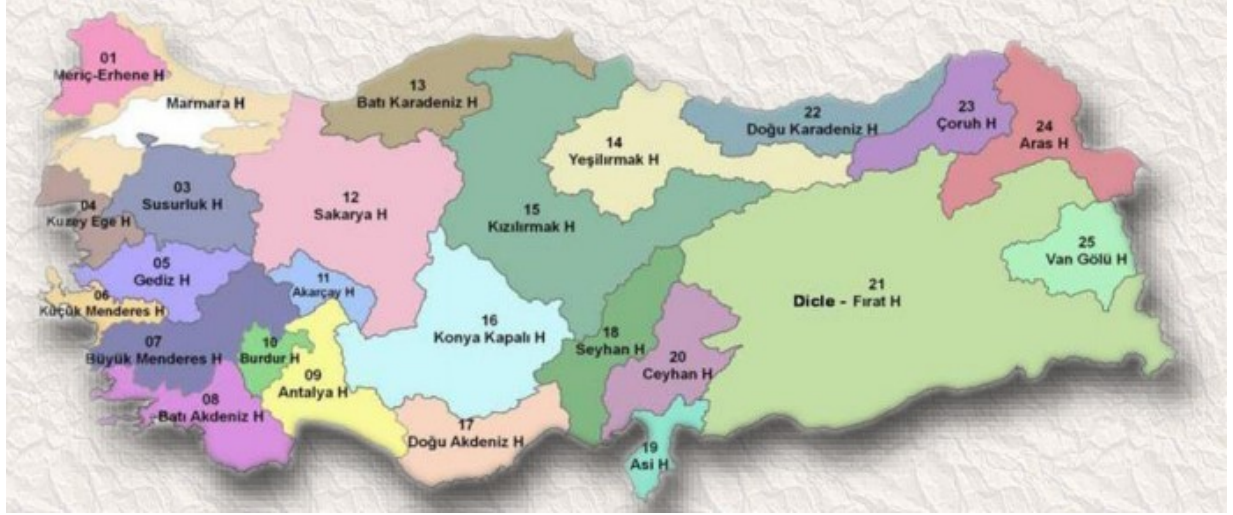 01
Meriç-Erhene H
Marmara H
03
Susurluk H
04
Kuzey Ege H
05
Gediz H
06
Küçük Menderes H
07
Büyük Menderes H
08
Batı Akdeniz H
09
Antalya H
10
Burdur H
11
Akarçay H
12
Sakarya H
13
Batı Karadeniz H
14
Yeşilırmak H
15
Kızılırmak H
16
Konya Kapalı H
17
Doğu Akdeniz H
18
Seyhan H
19
Asi H
20
Ceyhan H
21
Dicle - Fırat H
22
Doğu Karadeniz H
23
Çoruh H
24
Aras H
25
Van Gölü H